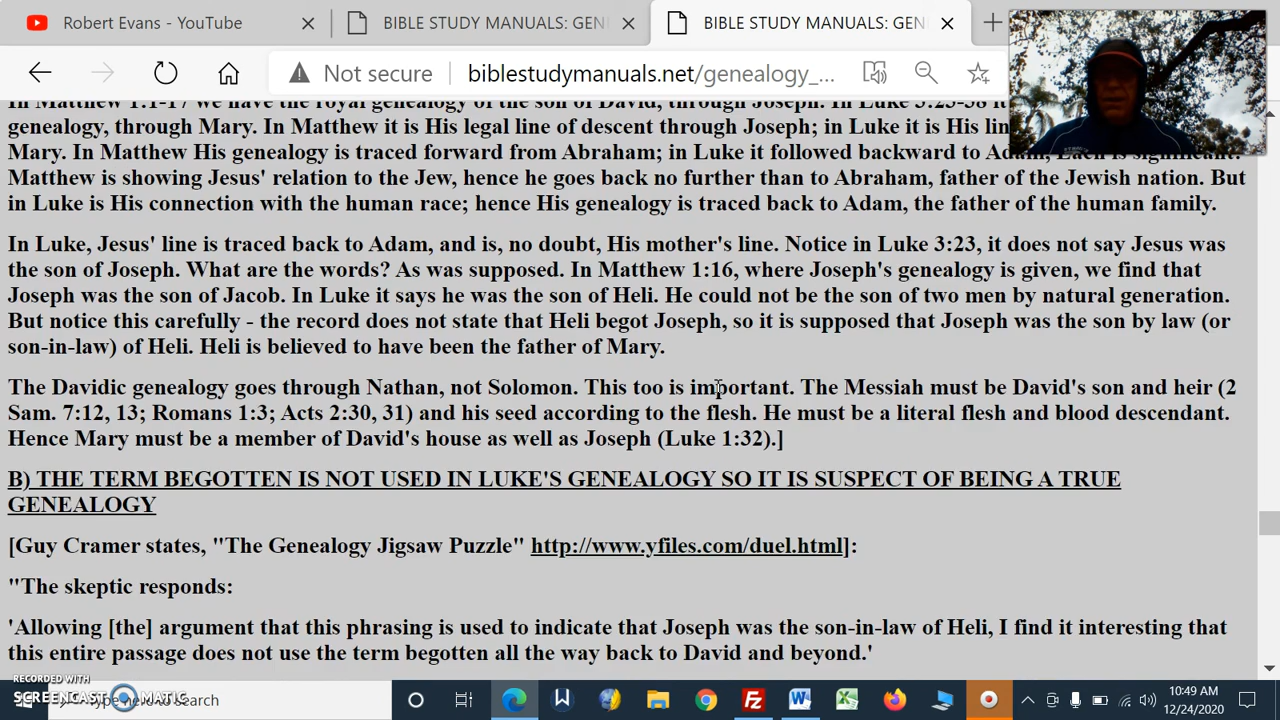 Robert Evans - YouTube
BIBLE STUDY MANUALS: GEN
BIBLE STUDY MANUALS: GEN
Not secure
biblestudymanuals.net/genealogy_...
In Matthew 1:1-17 we have the royal genealogy of the son of David, through Joseph. In Luke 3:23-38 it
genealogy, through Mary. In Matthew it is His legal line of descent through Joseph; in Luke it is His
Mary. In Matthew His genealogy is traced forward from Abraham; in Luke it followed backward to Adam, Each is significant.
Matthew is showing Jesus' relation to the Jew, hence he goes back no further than to Abraham, father of the Jewish nation. But
in Luke is His connection with the human race; hence His genealogy is traced back to Adam, the father of the human family.
In Luke, Jesus' line is traced back to Adam, and is, no doubt, His mother's line. Notice in Luke 3:23, it does not say Jesus was
the son of Joseph. What are the words? As was supposed. In Matthew 1:16, where Joseph's genealogy is given, we find that
Joseph was the son of Jacob. In Luke it says he was the son of Heli. He could not be the son of two men by natural generation.
But notice this carefully - the record does not state that Heli begot Joseph, so it is supposed that Joseph was the son by law (or
son-in-law) of Heli. Heli is believed to have been the father of Mary.
The Davidic genealogy goes through Nathan, not Solomon. This too is important. The Messiah must be David's son and heir (2
Sam. 7:12, 13; Romans 1:3; Acts 2:30, 31) and his seed according to the flesh. He must be a literal flesh and blood descendant.
Hence Mary must be a member of David's house as well as Joseph (Luke 1:32).]
B) THE TERM BEGOTTEN IS NOT USED IN LUKE'S GENEALOGY SO IT IS SUSPECT OF BEING A TRUE
GENEALOGY
[Guy Cramer states, "The Genealogy Jigsaw Puzzle" http://www.yfiles.com/duel.html]:
"The skeptic responds:
'Allowing [the] argument that this phrasing is used to indicate that Joseph was the son-in-law of Heli, I find it interesting that
this entire passage does not use the term begotten all the way back to David and beyond.'
RECORDED WITH
SCREENCAST MATIC
Type here to search
10:49 AM
12/24/2020